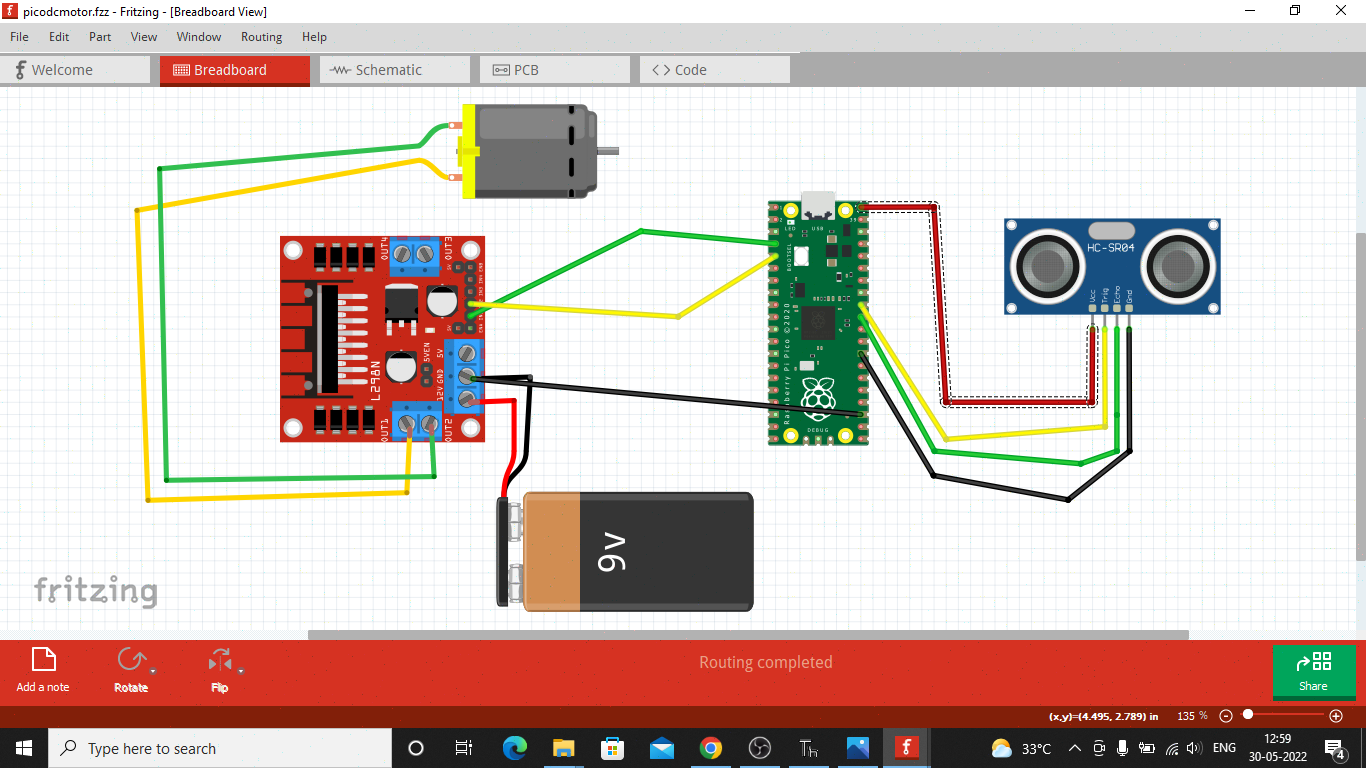 picodcmotor.fzz - Fritzing - [Breadboard View]
File Edit Part View Window Routing Help
Welcome Breadboard Schematic PCB Code
OUT4 OUT3
L298N
5V
GND
12V
5VEN
OUT1 OUT2
LED USB
BOOTSEL
Raspberry Pi Pico ©2020
DEBUG
HC-SR04
Vcc
Trig
Echo
Gnd
9v
fritzing
Add a note
Rotate
Flip
Routing completed
Share
(x,y)=(4.495, 2.789) in 135 %
Type here to search
33°C
ENG
12:59
30-05-2022
4